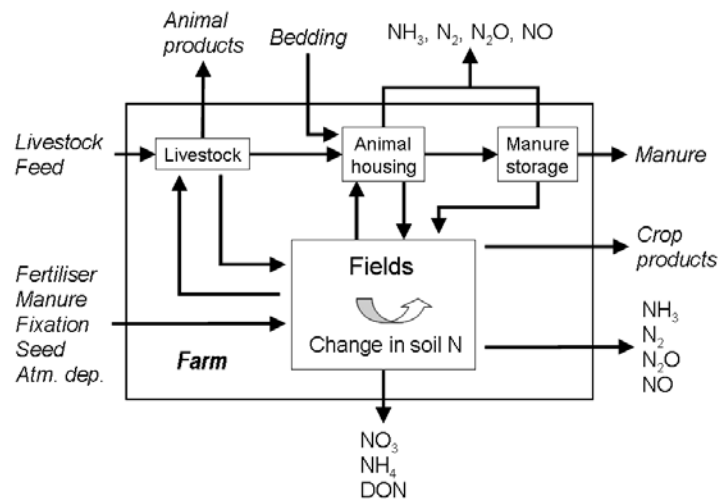 Animal
products
Bedding
NH₃, N₂, N₂O, NO
Livestock
Feed
Livestock
Animal
housing
Manure
storage
Manure
Fields
Change in soil N
Crop
products
Fertiliser
Manure
Fixation
Seed
Atm. dep.
Farm
NH₃
N₂
N₂O
NO
NO₃
NH₄
DON